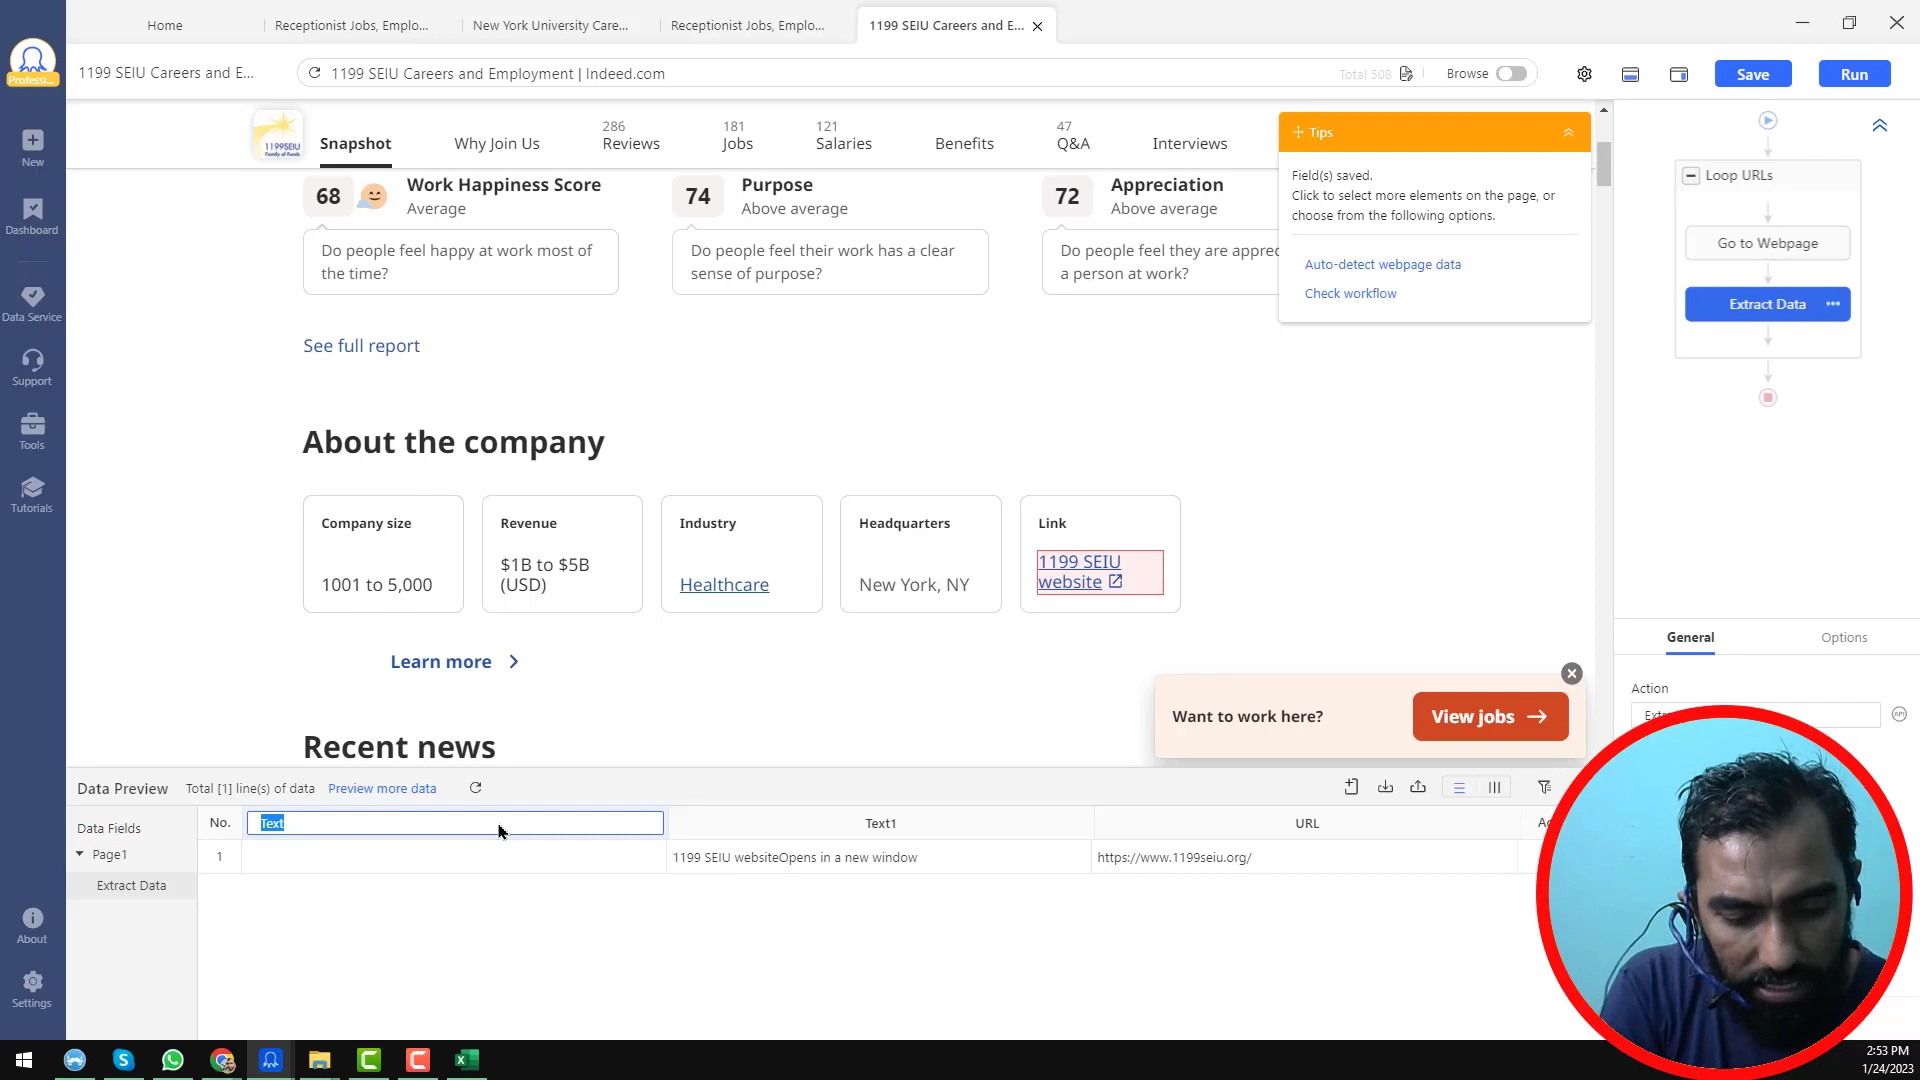 Home
Receptionist Jobs, Emplo...
New York University Care...
Receptionist Jobs, Emplo...
1199 SEIU Careers and E...
Professi...
1199 SEIU Careers and E...
1199 SEIU Careers and Employment | Indeed.com
Total 508
Browse
Save
Run
New
Dashboard
Data Service
Support
Tools
Tutorials
About
Settings
1199SEIU
Snapshot
Why Join Us
286
Reviews
181
Jobs
121
Salaries
Benefits
47
Q&A
Interviews
68
Work Happiness Score
Average
Do people feel happy at work most of
the time?
74
Purpose
Above average
Do people feel their work has a clear
sense of purpose?
72
Appreciation
Above average
Do people feel they are apprec
a person at work?
See full report
Tips
Field(s) saved.
Click to select more elements on the page, or
choose from the following options.
Auto-detect webpage data
Check workflow
Loop URLs
Go to Webpage
Extract Data
About the company
Company size
1001 to 5,000
Revenue
$1B to $5B
(USD)
Industry
Healthcare
Headquarters
New York, NY
Link
1199 SEIU
website
Learn more
Recent news
Want to work here?
View jobs
General
Options
Action
Extr
API
Data Preview
Total [1] line(s) of data
Preview more data
Data Fields
Page1
Extract Data
No.
Text
Text1
URL
Ac
1
1199 SEIU websiteOpens in a new window
https://www.1199seiu.org/
2:53 PM
1/24/2023